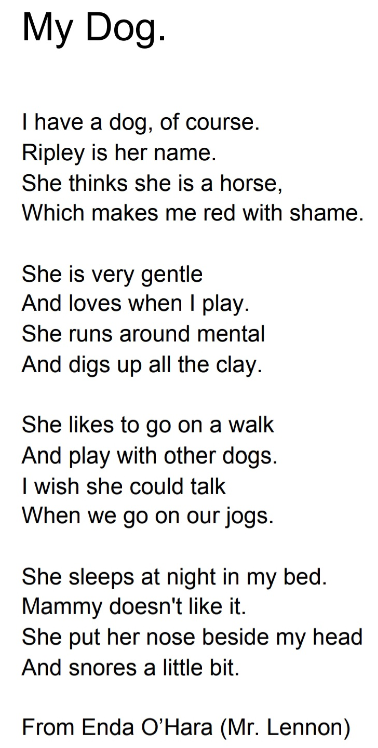 My Dog.
I have a dog, of course.
Ripley is her name.
She thinks she is a horse,
Which makes me red with shame.
She is very gentle
And loves when I play.
She runs around mental
And digs up all the clay.
She likes to go on a walk
And play with other dogs.
I wish she could talk
When we go on our jogs.
She sleeps at night in my bed.
Mammy doesn't like it.
She put her nose beside my head
And snores a little bit.
From Enda O’Hara (Mr. Lennon)